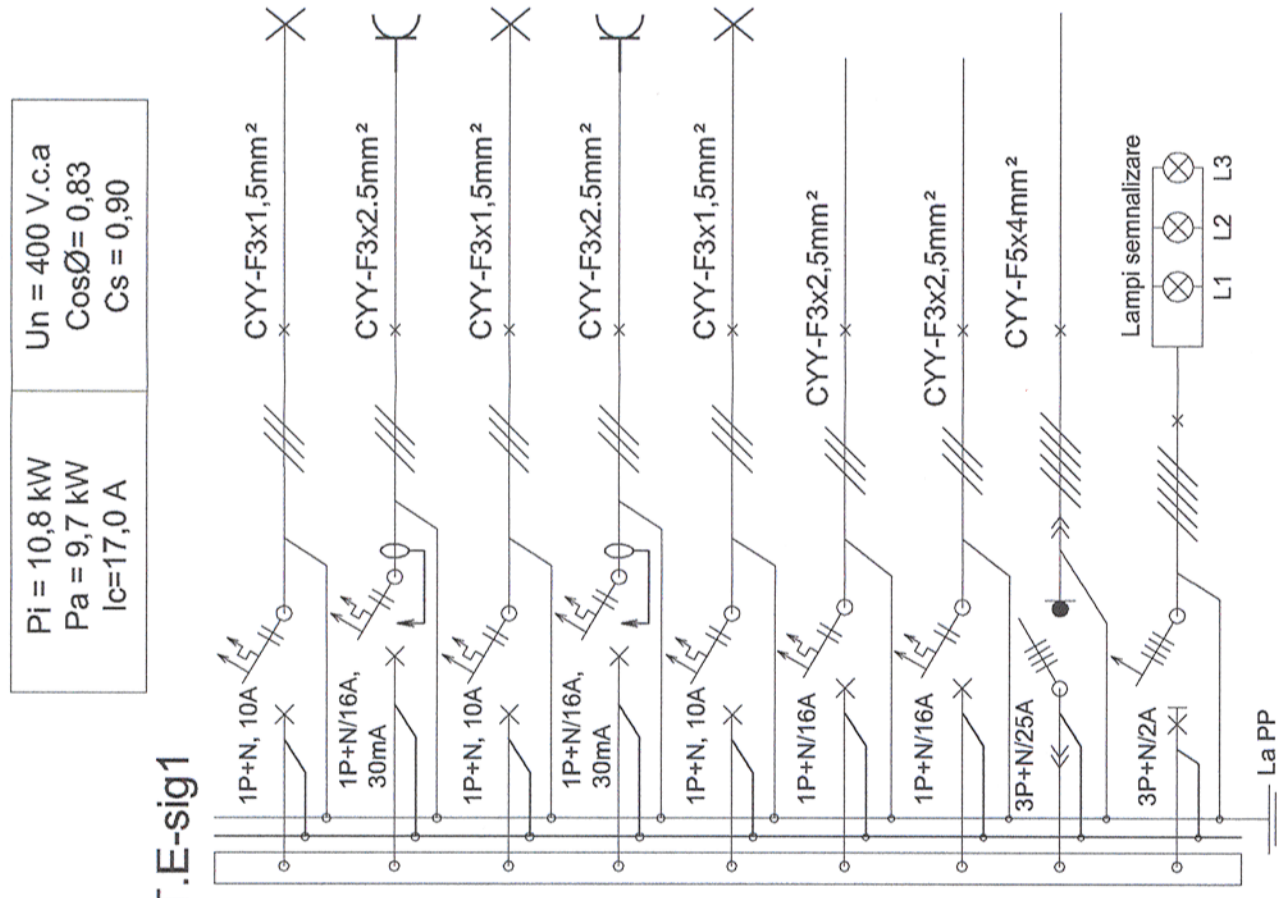 Pi = 10,8 kW
Pa = 9,7 kW
Ic=17,0 A
Un = 400 V.c.a
CosØ= 0,83
Cs = 0,90
.E-sig1
1P+N, 10A
CYY-F3x1,5mm²
1P+N/16A,
30mA
CYY-F3x2.5mm²
1P+N, 10A
CYY-F3x1,5mm²
1P+N/16A,
30mA
CYY-F3x2.5mm²
1P+N, 10A
CYY-F3x1,5mm²
1P+N/16A
CYY-F3x2,5mm²
1P+N/16A
CYY-F3x2,5mm²
3P+N/25A
CYY-F5x4mm²
3P+N/2A
Lampi semnalizare
L1
L2
L3
La PP